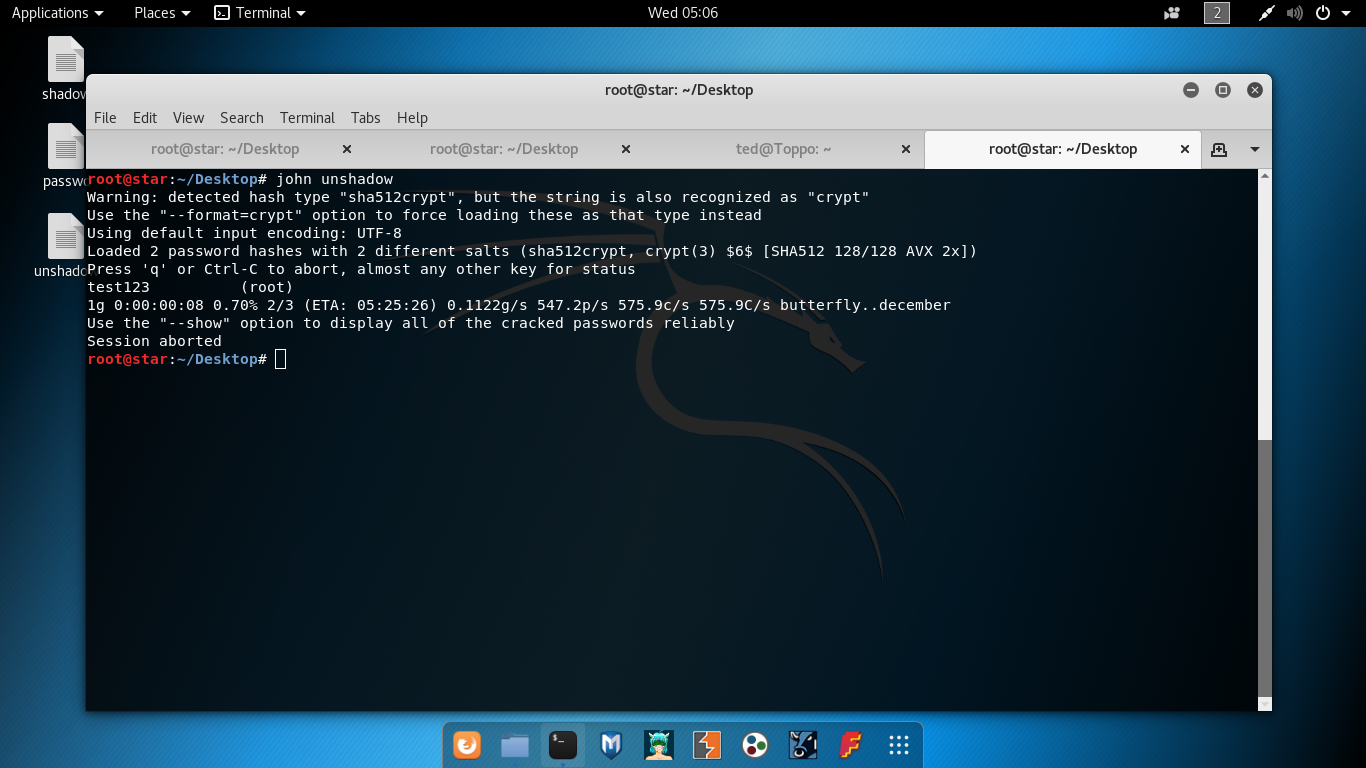 Applications Places Terminal Wed 05:06 2
shadow
passw
unshado
root@star: ~/Desktop
File Edit View Search Terminal Tabs Help
root@star: ~/Desktop root@star: ~/Desktop ted@Toppo: ~ root@star: ~/Desktop
root@star:~/Desktop# john unshadow
Warning: detected hash type "sha512crypt", but the string is also recognized as "crypt"
Use the "--format=crypt" option to force loading these as that type instead
Using default input encoding: UTF-8
Loaded 2 password hashes with 2 different salts (sha512crypt, crypt(3) $6$ [SHA512 128/128 AVX 2x])
Press 'q' or Ctrl-C to abort, almost any other key for status
test123          (root)
1g 0:00:00:08 0.70% 2/3 (ETA: 05:25:26) 0.1122g/s 547.2p/s 575.9c/s 575.9C/s butterfly..december
Use the "--show" option to display all of the cracked passwords reliably
Session aborted
root@star:~/Desktop#